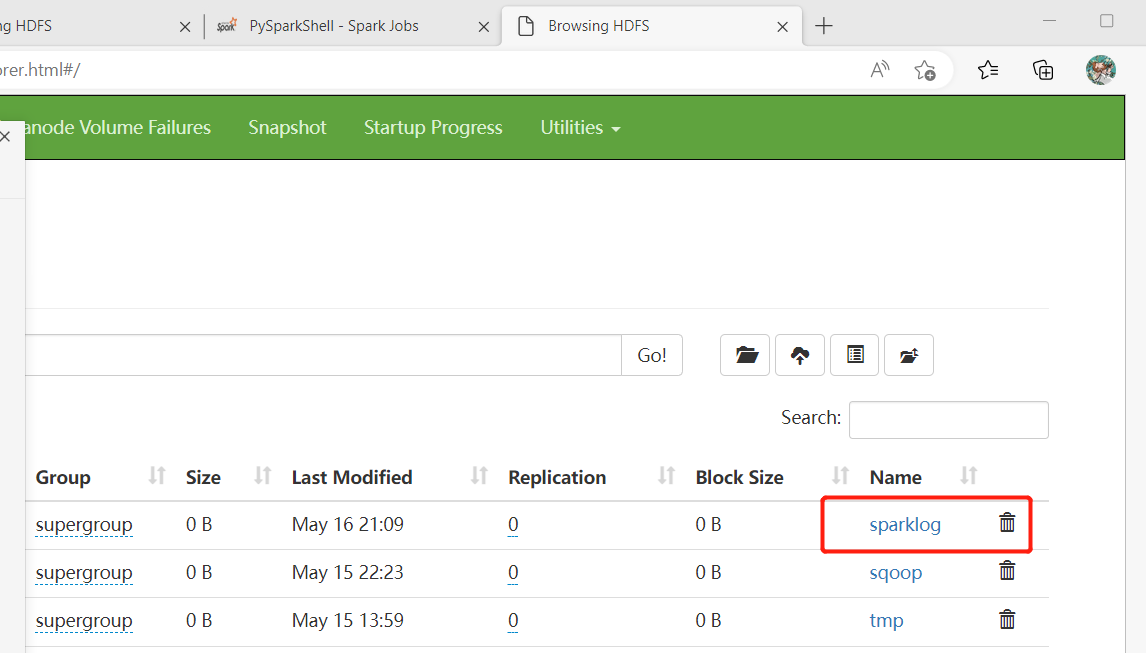 ng HDFS PySparkShell - Spark Jobs Browsing HDFS
orer.html#/
anode Volume Failures Snapshot Startup Progress Utilities
Go!
Search:
Group Size Last Modified Replication Block Size Name
supergroup 0 B May 16 21:09 0 0 B sparklog
supergroup 0 B May 15 22:23 0 0 B sqoop
supergroup 0 B May 15 13:59 0 0 B tmp